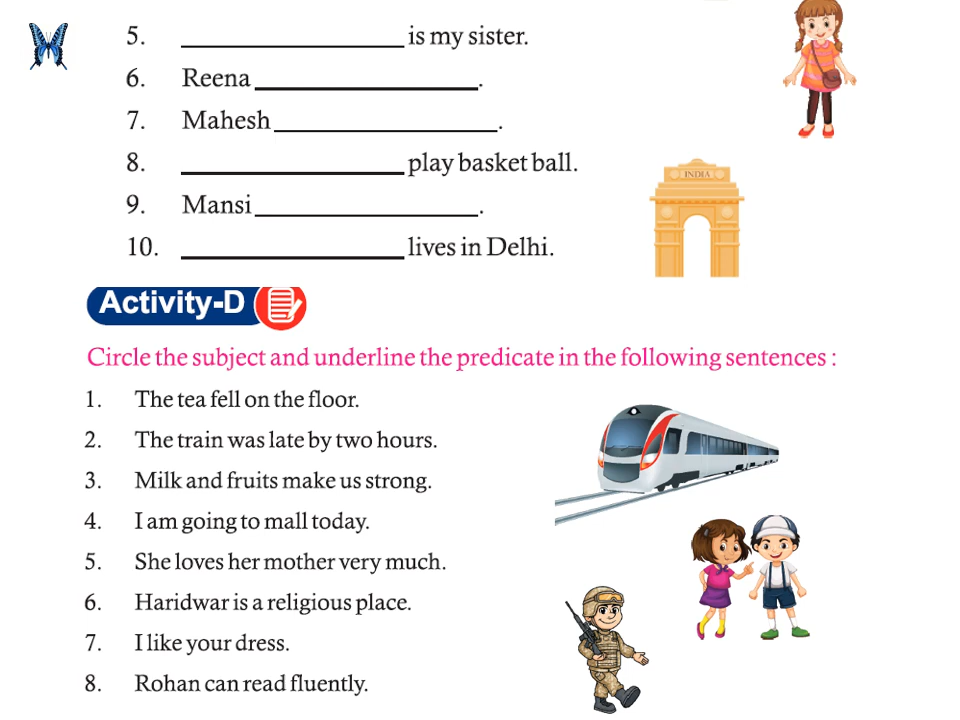 5. ____________ is my sister.
6. Reena ____________.
7. Mahesh ____________.
8. ____________ play basket ball.
INDIA
9. Mansi ____________.
10. ____________ lives in Delhi.
Activity-D
Circle the subject and underline the predicate in the following sentences :
1. The tea fell on the floor.
2. The train was late by two hours.
3. Milk and fruits make us strong.
4. I am going to mall today.
5. She loves her mother very much.
6. Haridwar is a religious place.
7. I like your dress.
8. Rohan can read fluently.